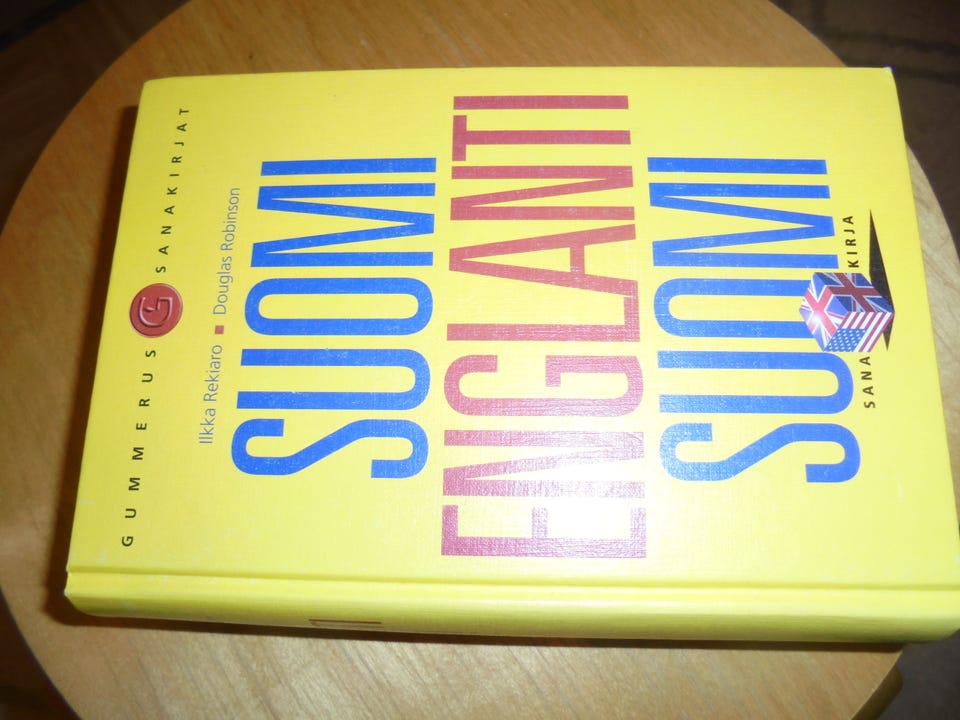 GUMMERUS G SANAKIRJAT
Ilkka Rekiaro ■ Douglas Robinson
SUOMI
ENGLANTI
SUOMI
SANAKIRJA